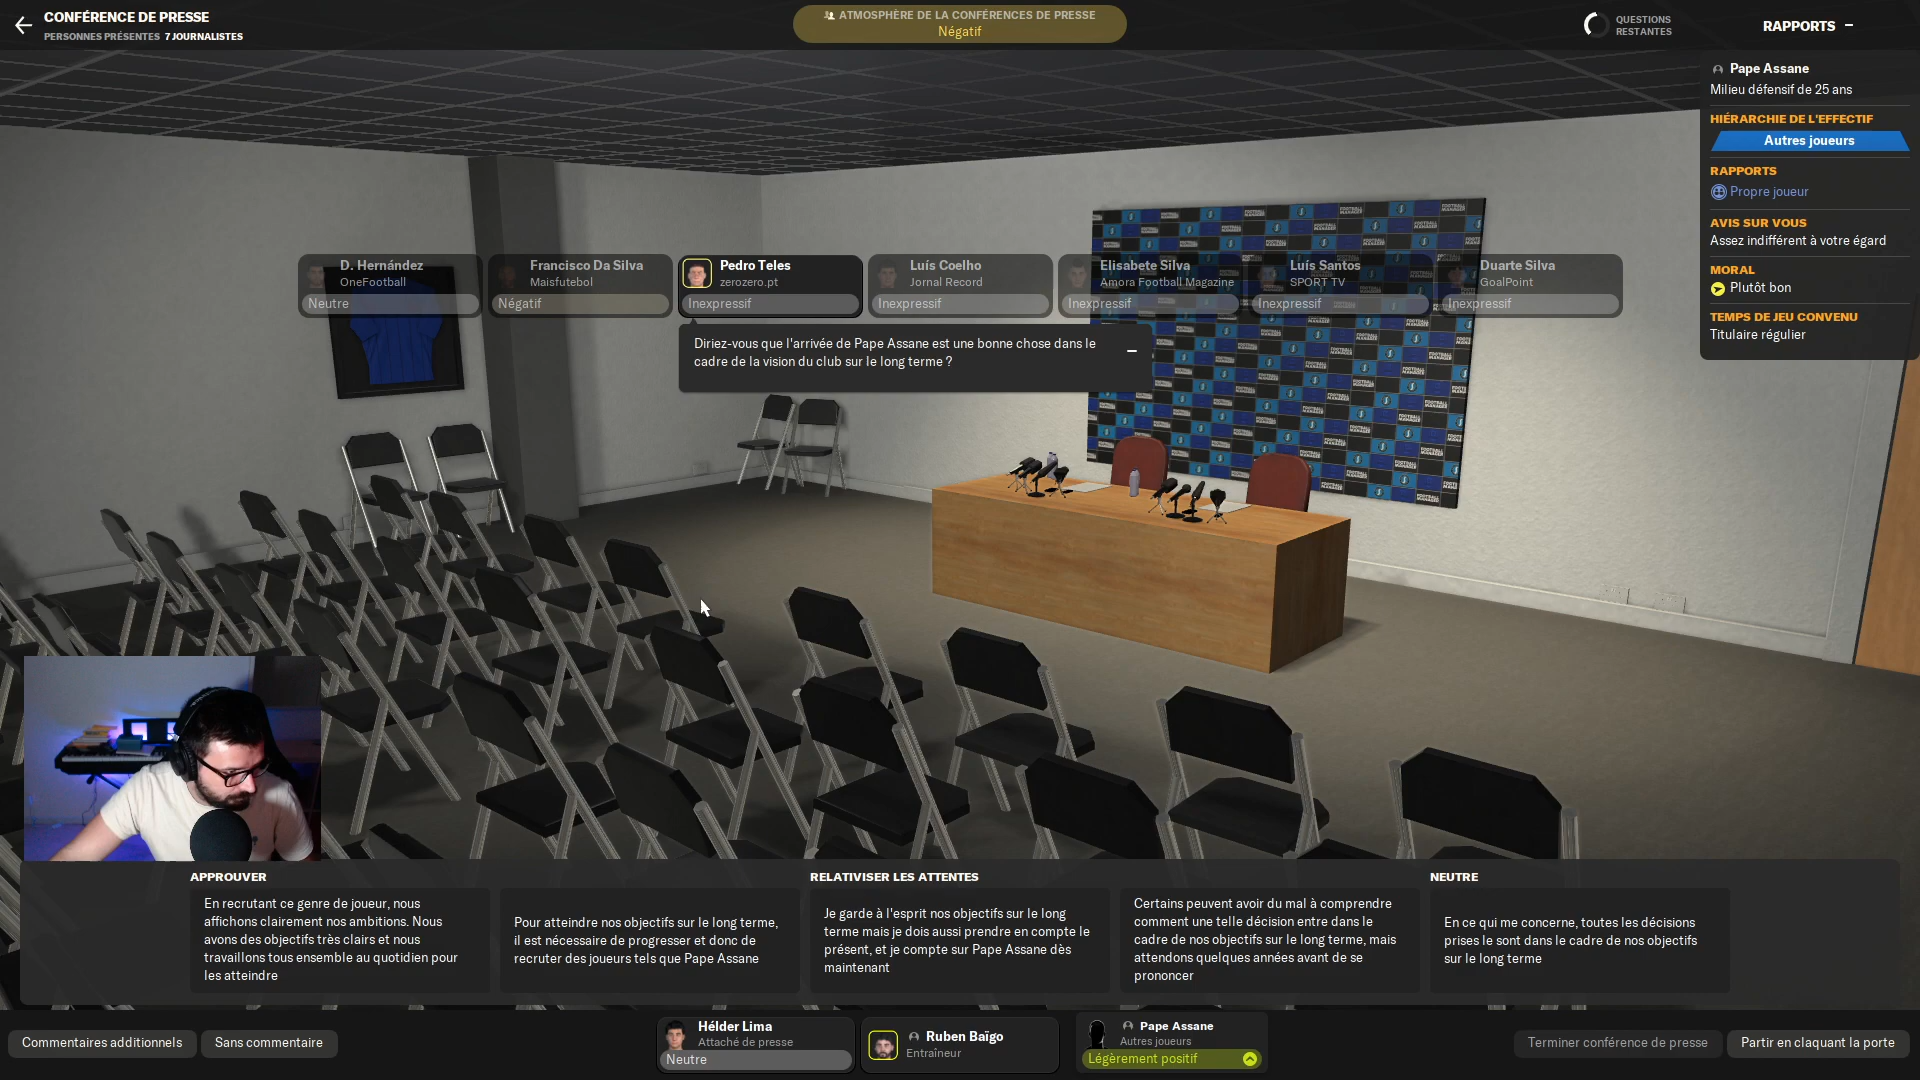 CONFÉRENCE DE PRESSE
PERSONNES PRÉSENTES 7 JOURNALISTES
ATMOSPHÈRE DE LA CONFÉRENCES DE PRESSE
Négatif
QUESTIONS
RESTANTES
RAPPORTS
Pape Assane
Milieu défensif de 25 ans
HIÉRARCHIE DE L'EFFECTIF
Autres joueurs
RAPPORTS
Propre joueur
AVIS SUR VOUS
Assez indifférent à votre égard
MORAL
Plutôt bon
TEMPS DE JEU CONVENU
Titulaire régulier
D. Hernández
OneFootball
Neutre
Francisco Da Silva
Maisfutebol
Négatif
Pedro Teles
zerozero.pt
Inexpressif
Luís Coelho
Jornal Record
Inexpressif
Elisabete Silva
Amora Football Magazine
Inexpressif
Luís Santos
SPORT TV
Inexpressif
Duarte Silva
GoalPoint
Inexpressif
Diriez-vous que l'arrivée de Pape Assane est une bonne chose dans le
cadre de la vision du club sur le long terme ?
FOOTBALL MANAGER
APPROUVER
En recrutant ce genre de joueur, nous
affichons clairement nos ambitions. Nous
avons des objectifs très clairs et nous
travaillons tous ensemble au quotidien pour
les atteindre
Pour atteindre nos objectifs sur le long terme,
il est nécessaire de progresser et donc de
recruter des joueurs tels que Pape Assane
RELATIVISER LES ATTENTES
Je garde à l'esprit nos objectifs sur le long
terme mais je dois aussi prendre en compte le
présent, et je compte sur Pape Assane dès
maintenant
Certains peuvent avoir du mal à comprendre
comment une telle décision entre dans le
cadre de nos objectifs sur le long terme, mais
attendons quelques années avant de se
prononcer
NEUTRE
En ce qui me concerne, toutes les décisions
prises le sont dans le cadre de nos objectifs
sur le long terme
Commentaires additionnels
Sans commentaire
Hélder Lima
Attaché de presse
Neutre
Ruben Baïgo
Entraîneur
Pape Assane
Autres joueurs
Légèrement positif
Terminer conférence de presse
Partir en claquant la porte